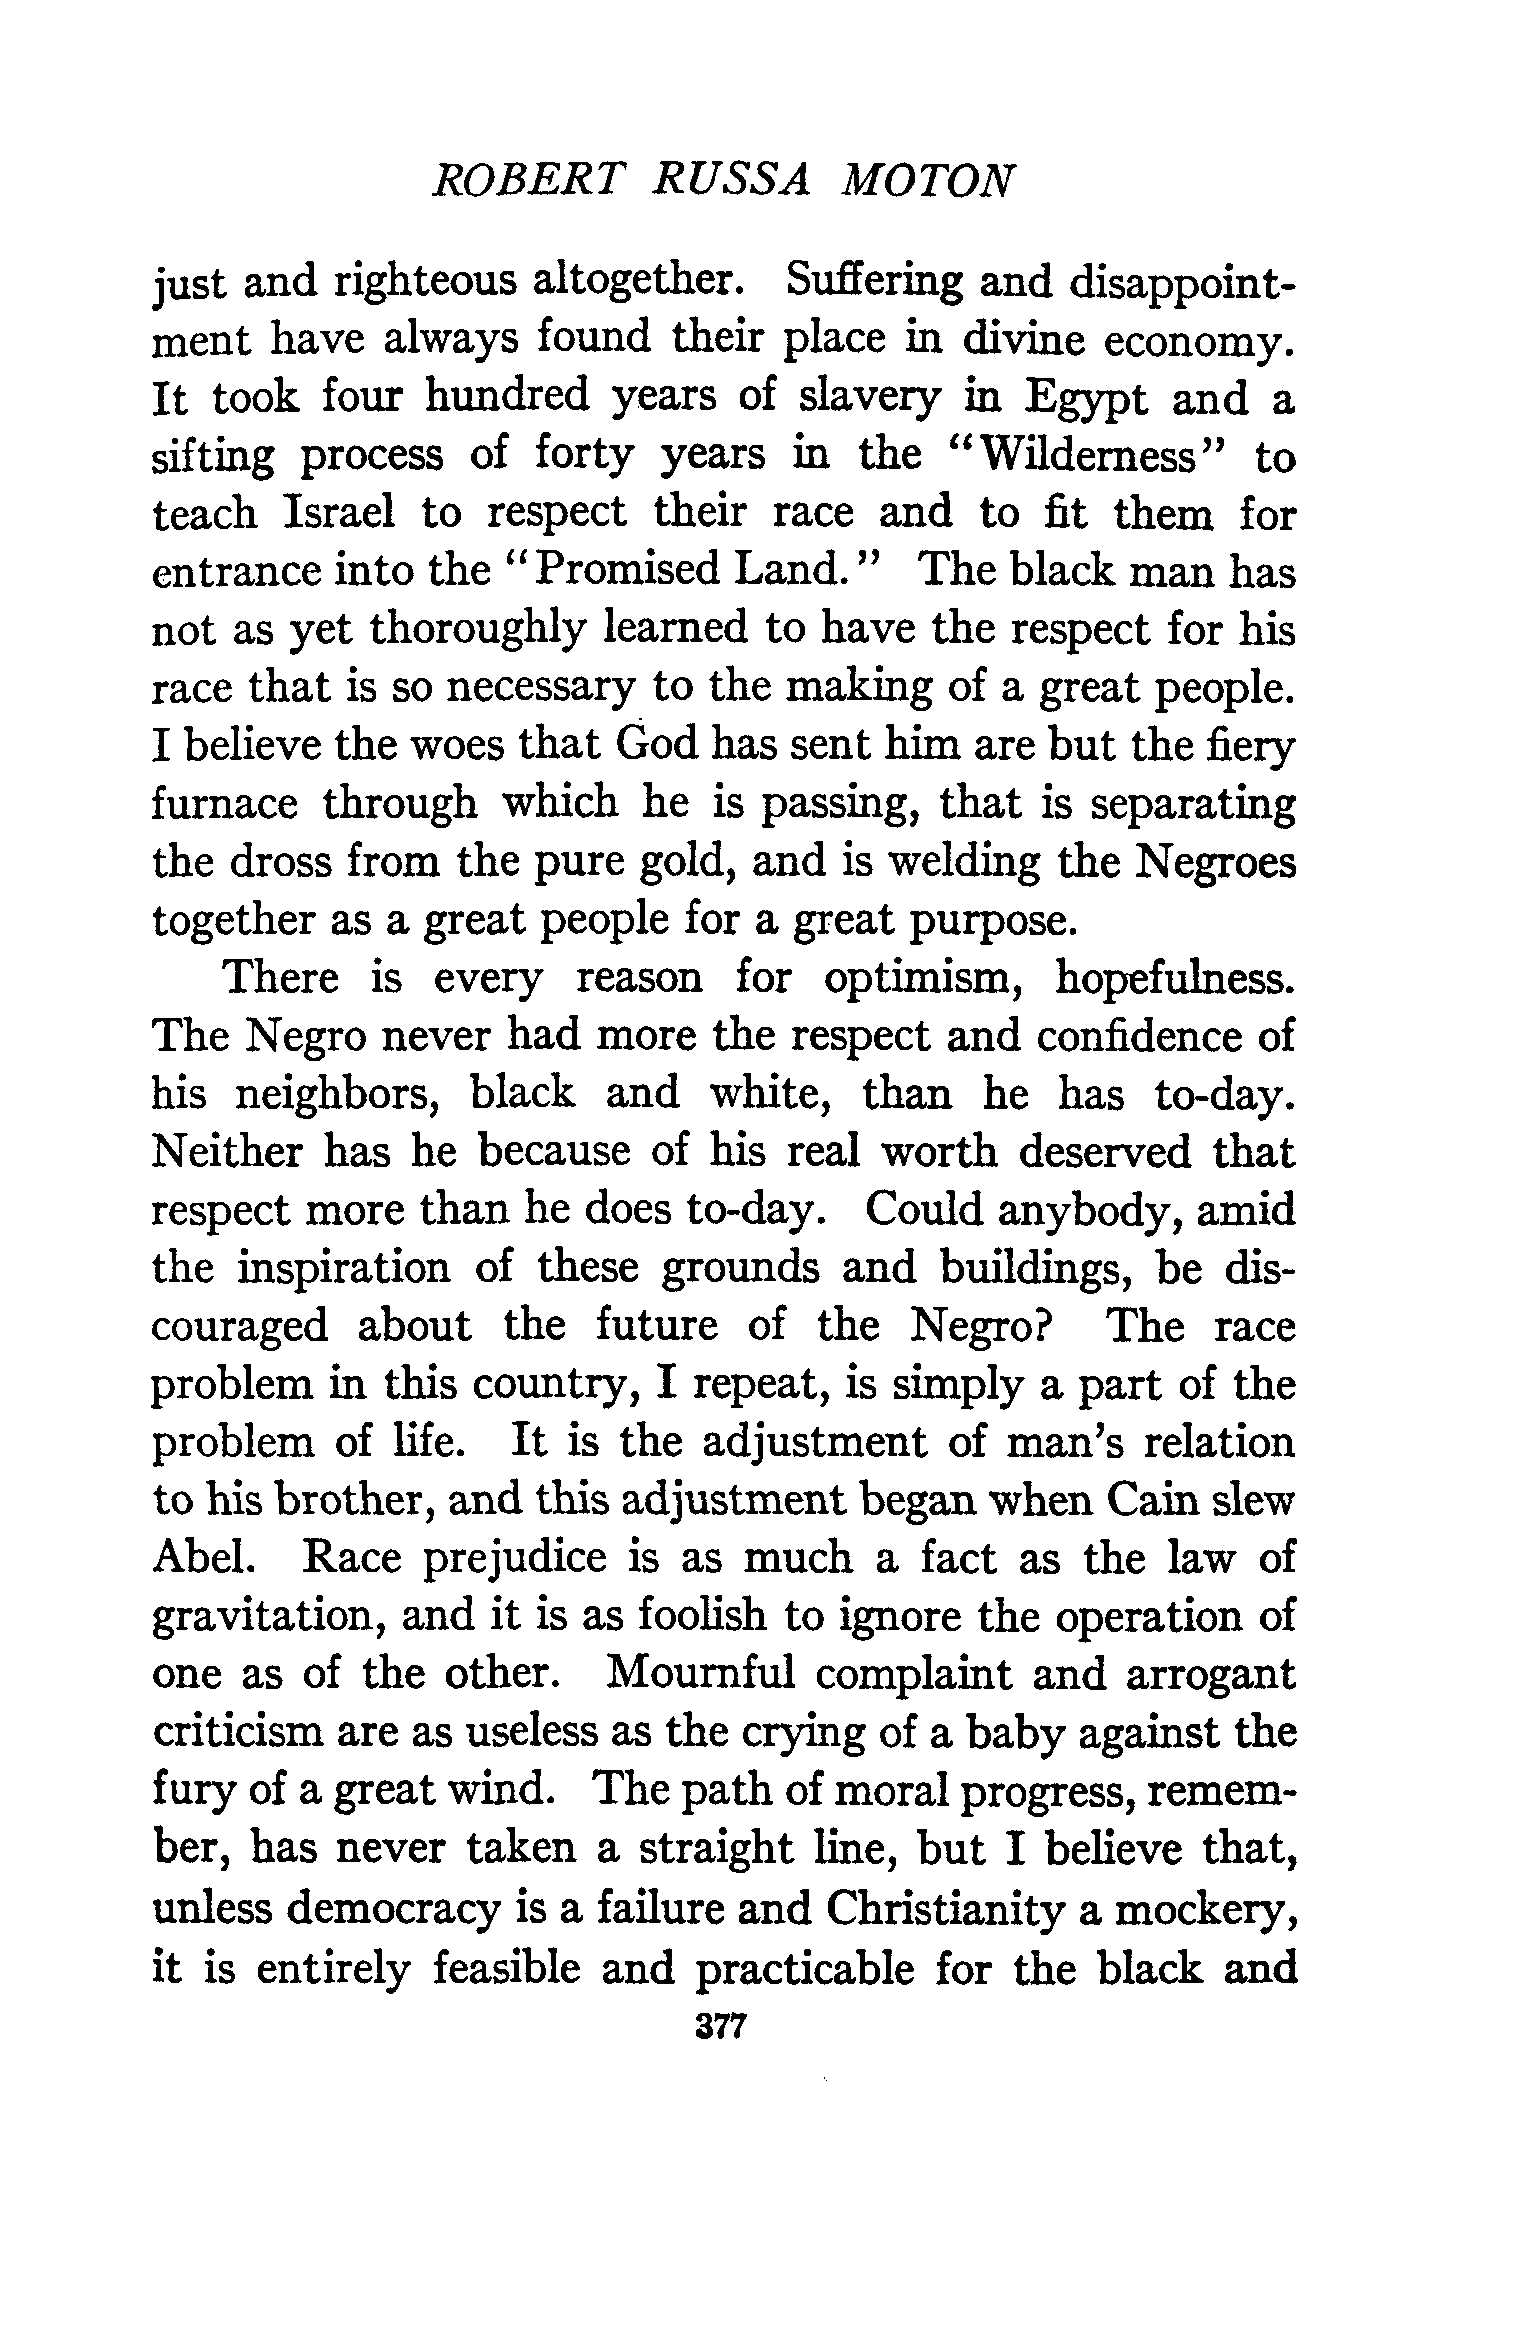 ROBERT RUSSA MOTON
just and righteous altogether. Suffering and disappoint-
ment have always found their place in divine economy.
It took four hundred years of slavery in Egypt and a
sifting process of forty years in the "Wilderness" to
teach Israel to respect their race and to fit them for
entrance into the "Promised Land." The black man has
not as yet thoroughly learned to have the respect for his
race that is so necessary to the making of a great people.
I believe the woes that God has sent him are but the fiery
furnace through which he is passing, that is separating
the dross from the pure gold, and is welding the Negroes
together as a great people for a great purpose.
There is every reason for optimism, hopefulness.
The Negro never had more the respect and confidence of
his neighbors, black and white, than he has to-day.
Neither has he because of his real worth deserved that
respect more than he does to-day. Could anybody, amid
the inspiration of these grounds and buildings, be dis-
couraged about the future of the Negro? The race
problem in this country, I repeat, is simply a part of the
problem of life. It is the adjustment of man's relation
to his brother, and this adjustment began when Cain slew
Abel. Race prejudice is as much a fact as the law of
gravitation, and it is as foolish to ignore the operation of
one as of the other. Mournful complaint and arrogant
criticism are as useless as the crying of a baby against the
fury of a great wind. The path of moral progress, remem-
ber, has never taken a straight line, but I believe that,
unless democracy is a failure and Christianity a mockery,
it is entirely feasible and practicable for the black and
377